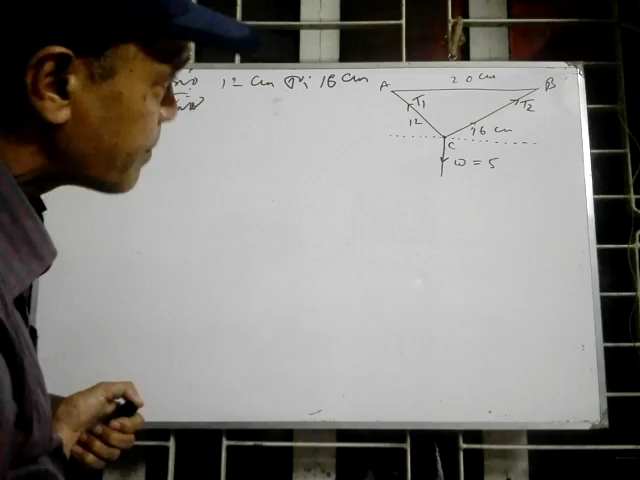 12 cm ও 16 cm
A 20 cm B
T1 T2
12 16 cm
C
W = 5